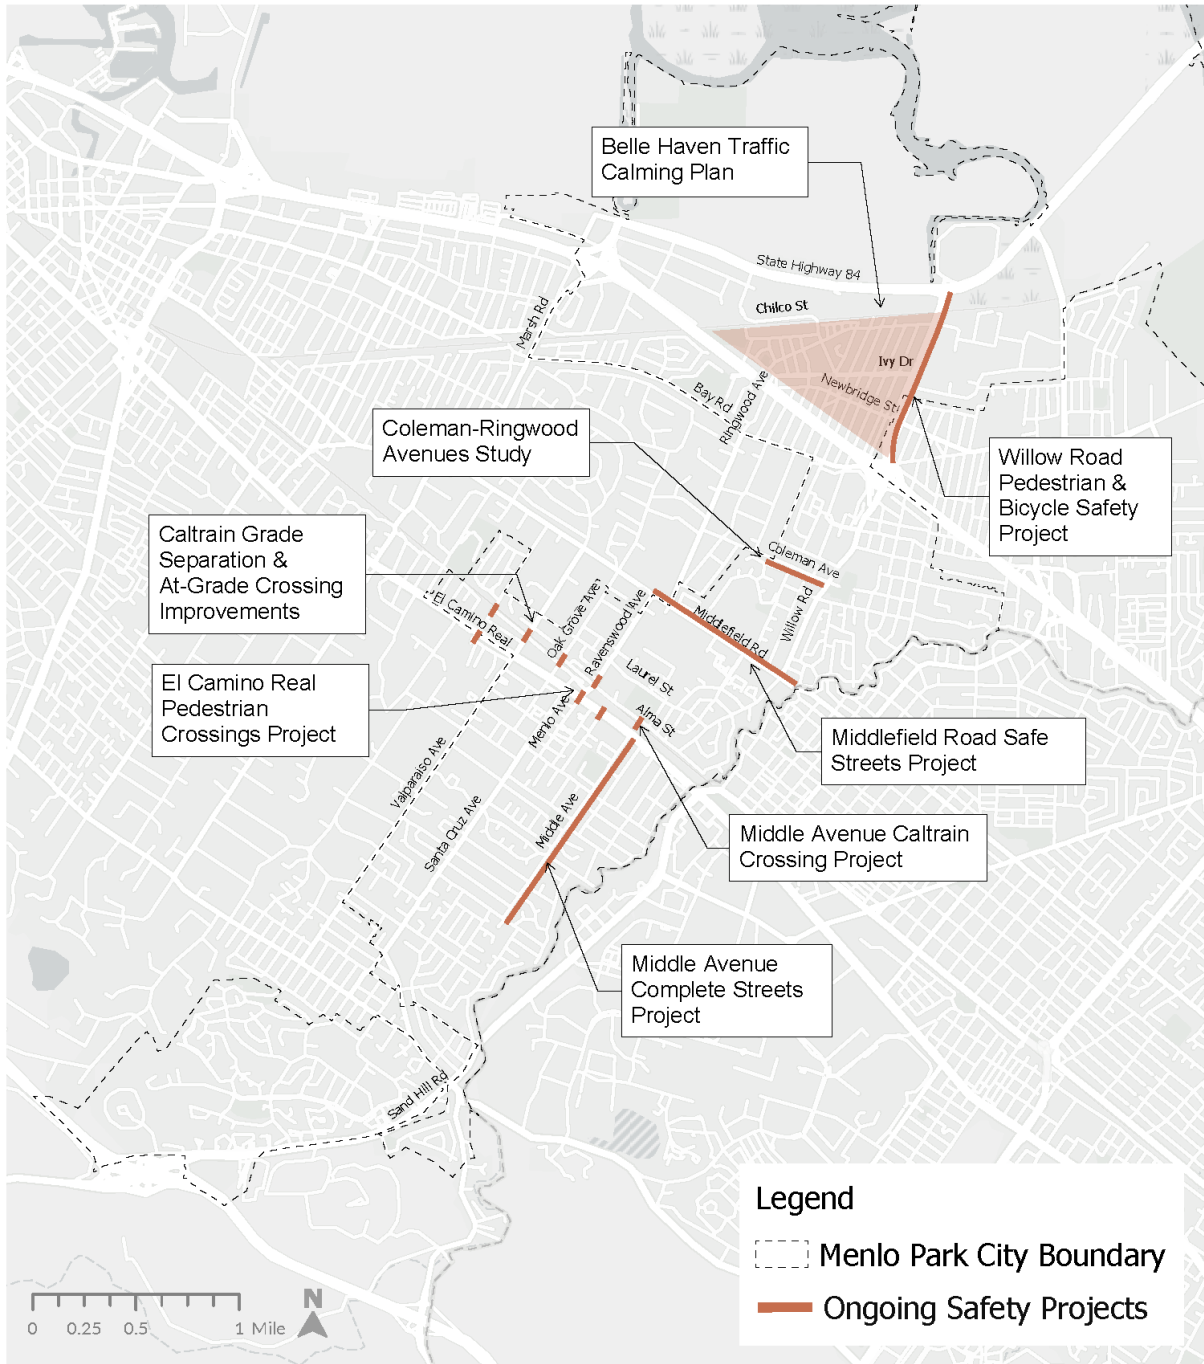 Belle Haven Traffic
Calming Plan
State Highway 84
Chilco St
Marsh Rd
Ivy Dr
Newbridge St
Bay Rd
Ringwood Ave
Coleman-Ringwood
Avenues Study
Willow Road
Pedestrian &
Bicycle Safety
Project
Caltrain Grade
Separation &
At-Grade Crossing
Improvements
Coleman Ave
Willow Rd
El Camino Real
Oak Grove Ave
Ravenswood Ave
Middlefield Rd
Laurel St
El Camino Real
Pedestrian
Crossings Project
Menlo Ave
Alma St
Middlefield Road Safe
Streets Project
Valparaiso Ave
Santa Cruz Ave
Middle Ave
Middle Avenue Caltrain
Crossing Project
Middle Avenue
Complete Streets
Project
Sand Hill Rd
Legend
Menlo Park City Boundary
Ongoing Safety Projects
N
0 0.25 0.5 1 Mile